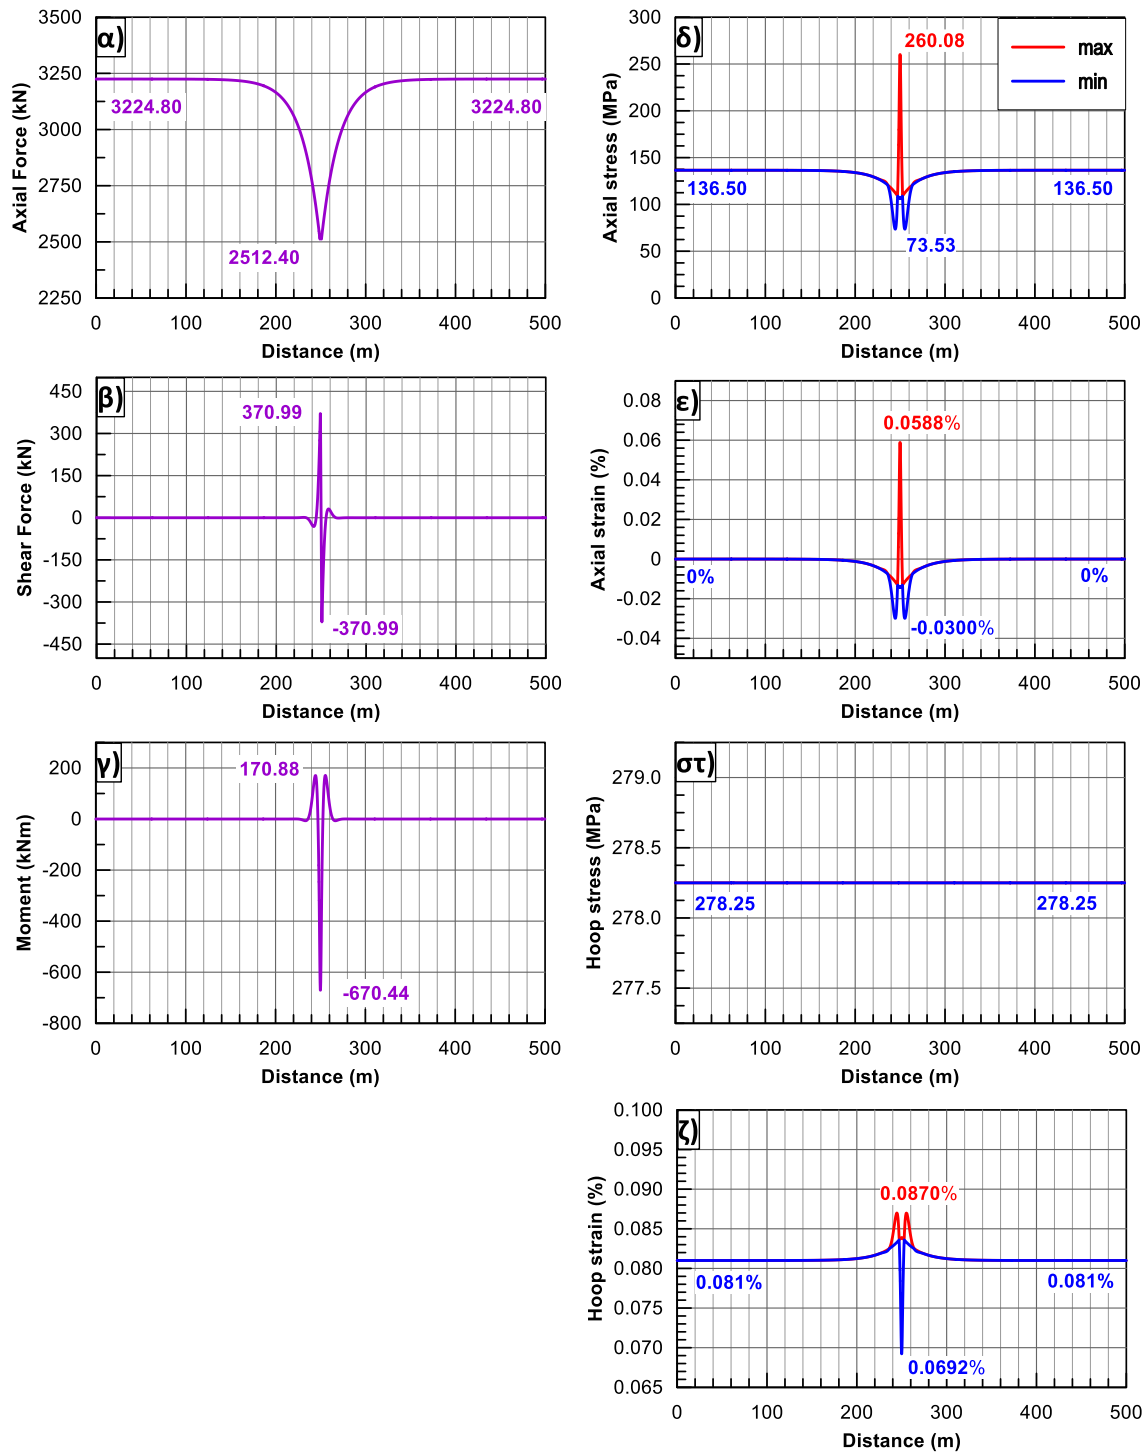 α)
3500
3250
3000
2750
2500
2250
Axial Force (kN)
3224.80
3224.80
2512.40
0 100 200 300 400 500
Distance (m)
δ)
300
250
200
150
100
50
0
Axial stress (MPa)
260.08
max
min
136.50
136.50
73.53
0 100 200 300 400 500
Distance (m)
β)
450
300
150
0
-150
-300
-450
Shear Force (kN)
370.99
-370.99
0 100 200 300 400 500
Distance (m)
ε)
0.08
0.06
0.04
0.02
0
-0.02
-0.04
Axial strain (%)
0.0588%
0%
0%
-0.0300%
0 100 200 300 400 500
Distance (m)
γ)
200
0
-200
-400
-600
-800
Moment (kNm)
170.88
-670.44
0 100 200 300 400 500
Distance (m)
στ)
279.0
278.5
278.0
277.5
Hoop stress (MPa)
278.25
278.25
0 100 200 300 400 500
Distance (m)
ζ)
0.100
0.095
0.090
0.085
0.080
0.075
0.070
0.065
Hoop strain (%)
0.0870%
0.081%
0.081%
0.0692%
0 100 200 300 400 500
Distance (m)